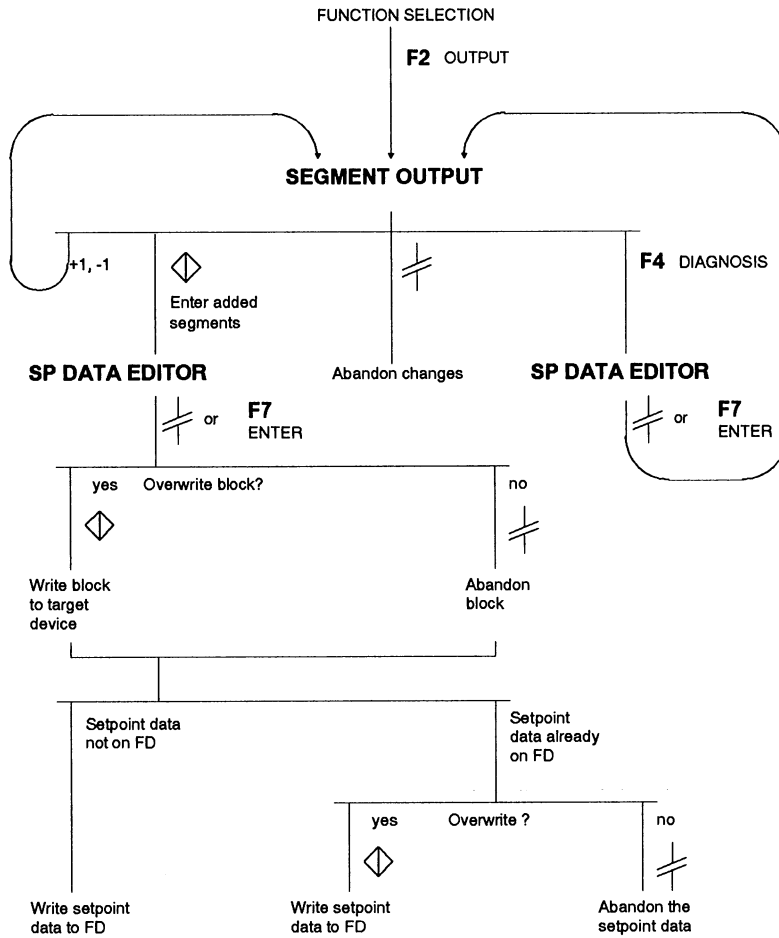 FUNCTION SELECTION
F2 OUTPUT
SEGMENT OUTPUT
+1, -1
Enter added
segments
F4 DIAGNOSIS
SP DATA EDITOR
Abandon changes
SP DATA EDITOR
or F7
ENTER
or F7
ENTER
yes Overwrite block?
no
Write block
to target
device
Abandon
block
Setpoint data
not on FD
Setpoint
data already
on FD
yes Overwrite ?
no
Write setpoint
data to FD
Write setpoint
data to FD
Abandon the
setpoint data